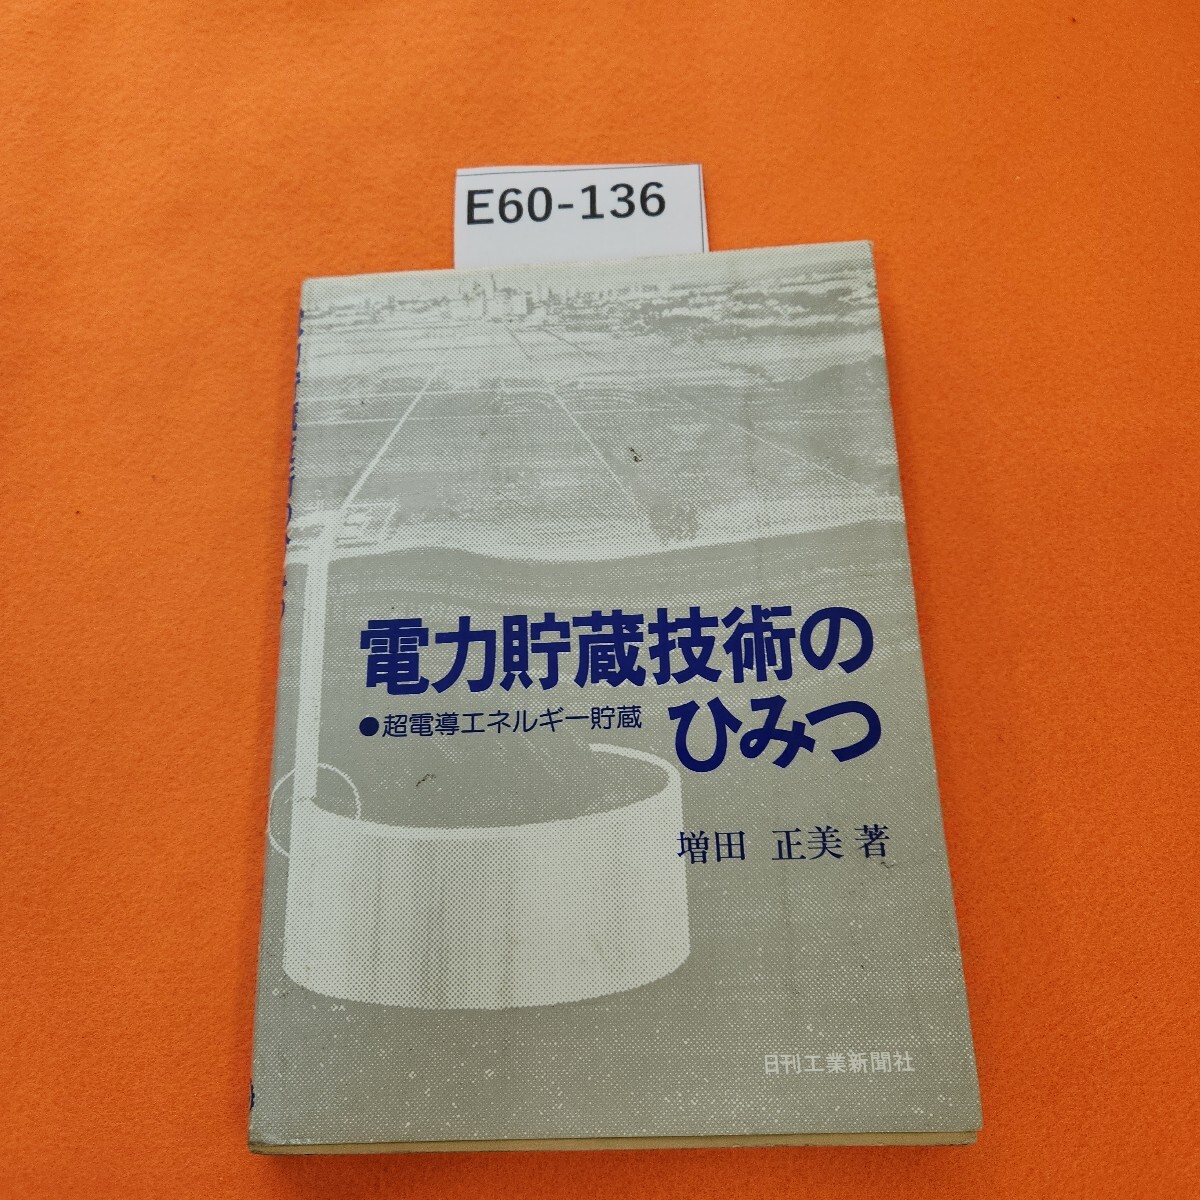 E60-136
電力貯蔵技術の
ひみつ
●超電導エネルギー貯蔵
増田 正美 著
日刊工業新聞社